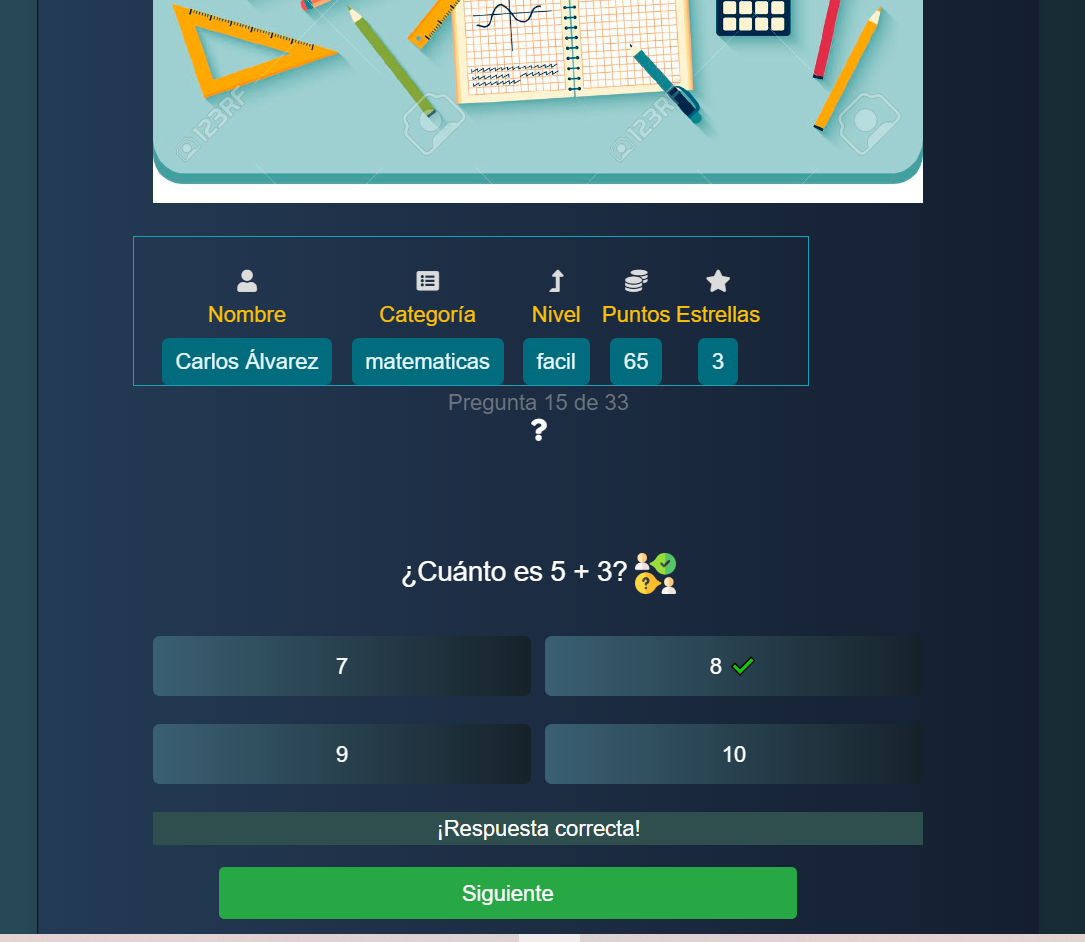 123RF
123RF
Nombre Categoría Nivel Puntos Estrellas
Carlos Álvarez matematicas facil 65 3
Pregunta 15 de 33
?
¿Cuánto es 5 + 3? ?
7 8
9 10
¡Respuesta correcta!
Siguiente